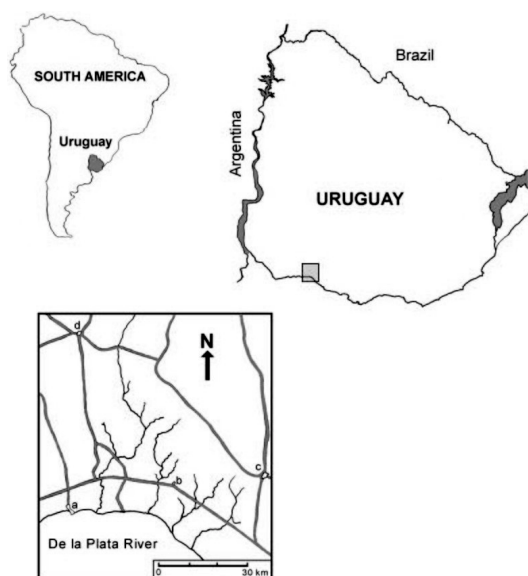 SOUTH AMERICA
Uruguay
Brazil
Argentina
URUGUAY
d
N
c
b
a
De la Plata River
0
30 km